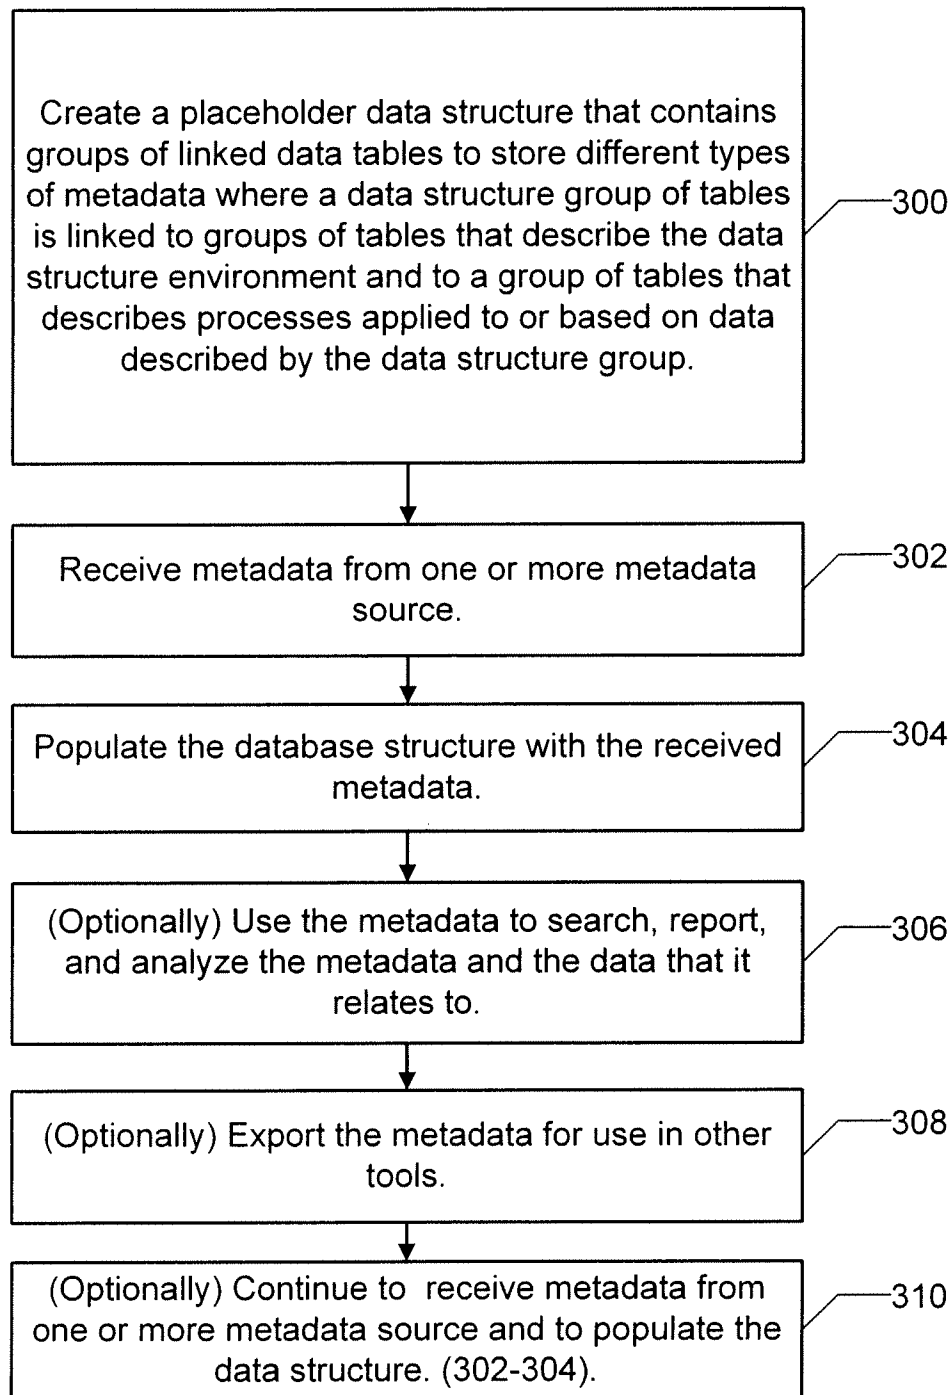 Create a placeholder data structure that contains
groups of linked data tables to store different types
of metadata where a data structure group of tables
is linked to groups of tables that describe the data
structure environment and to a group of tables that
describes processes applied to or based on data
described by the data structure group.
300
Receive metadata from one or more metadata
source.
302
Populate the database structure with the received
metadata.
304
(Optionally) Use the metadata to search, report,
and analyze the metadata and the data that it
relates to.
306
(Optionally) Export the metadata for use in other
tools.
308
(Optionally) Continue to receive metadata from
one or more metadata source and to populate the
data structure. (302-304).
310